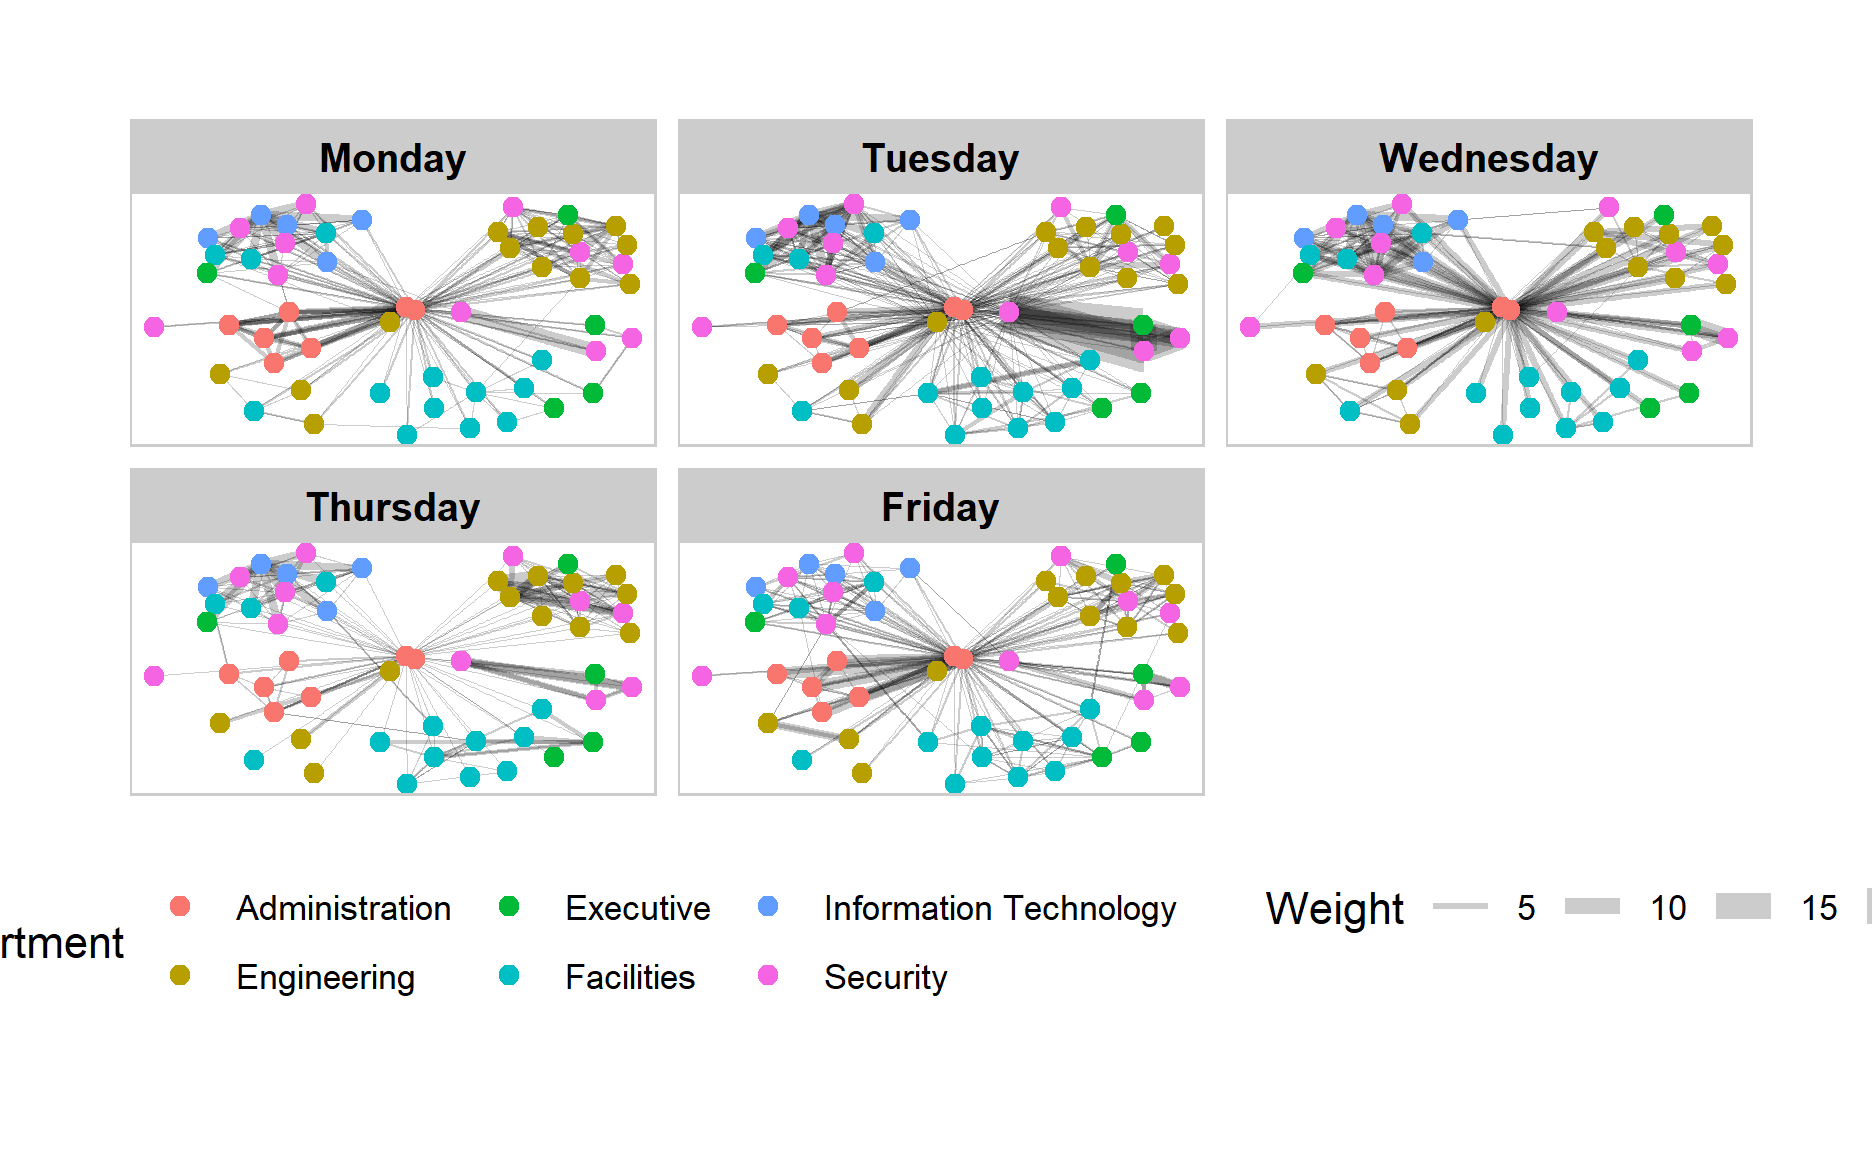 Monday Tuesday Wednesday
Thursday Friday
rtment
Administration Executive Information Technology
Engineering Facilities Security
Weight 5 10 15